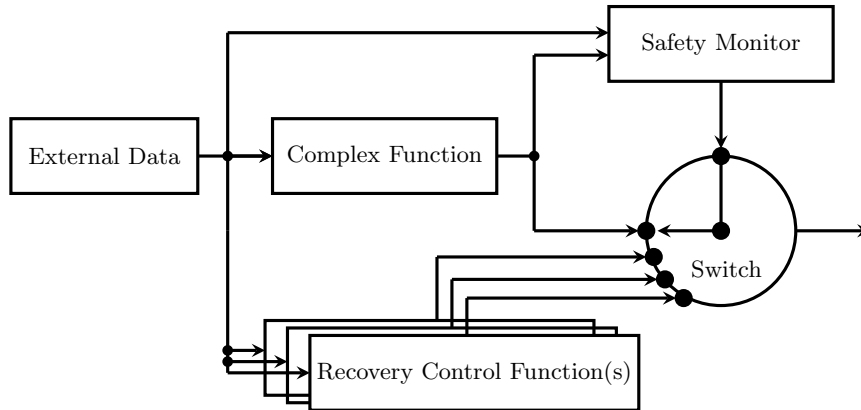 Safety Monitor
External Data
Complex Function
Switch
Recovery Control Function(s)